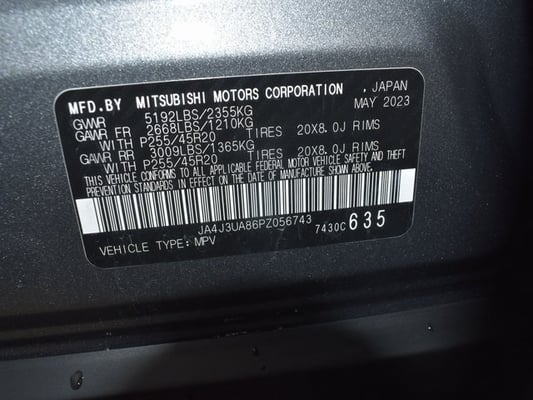 MFD.BY MITSUBISHI MOTORS CORPORATION , JAPAN
GVWR 5192LBS/2355KG MAY 2023
GAWR FR 2668LBS/1210KG
WITH P255/45R20 TIRES 20X8.0J RIMS
GAWR RR 3009LBS/1365KG
WITH P255/45R20 TIRES 20X8.0J RIMS
THIS VEHICLE CONFORMS TO ALL APPLICABLE FEDERAL MOTOR VEHICLE SAFETY AND THEFT
PREVENTION STANDARDS IN EFFECT ON THE DATE OF MANUFACTURE SHOWN ABOVE.
JA4J3UA86PZ056743 7430C 635
VEHICLE TYPE: MPV